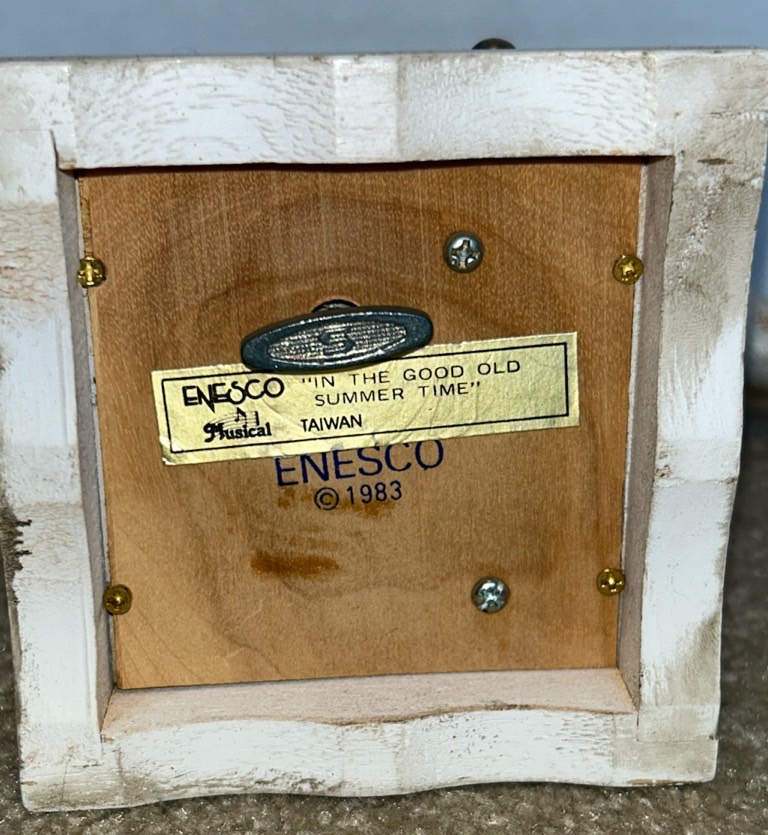 S
ENESCO "IN THE GOOD OLD
SUMMER TIME"
Musical TAIWAN
ENESCO
© 1983